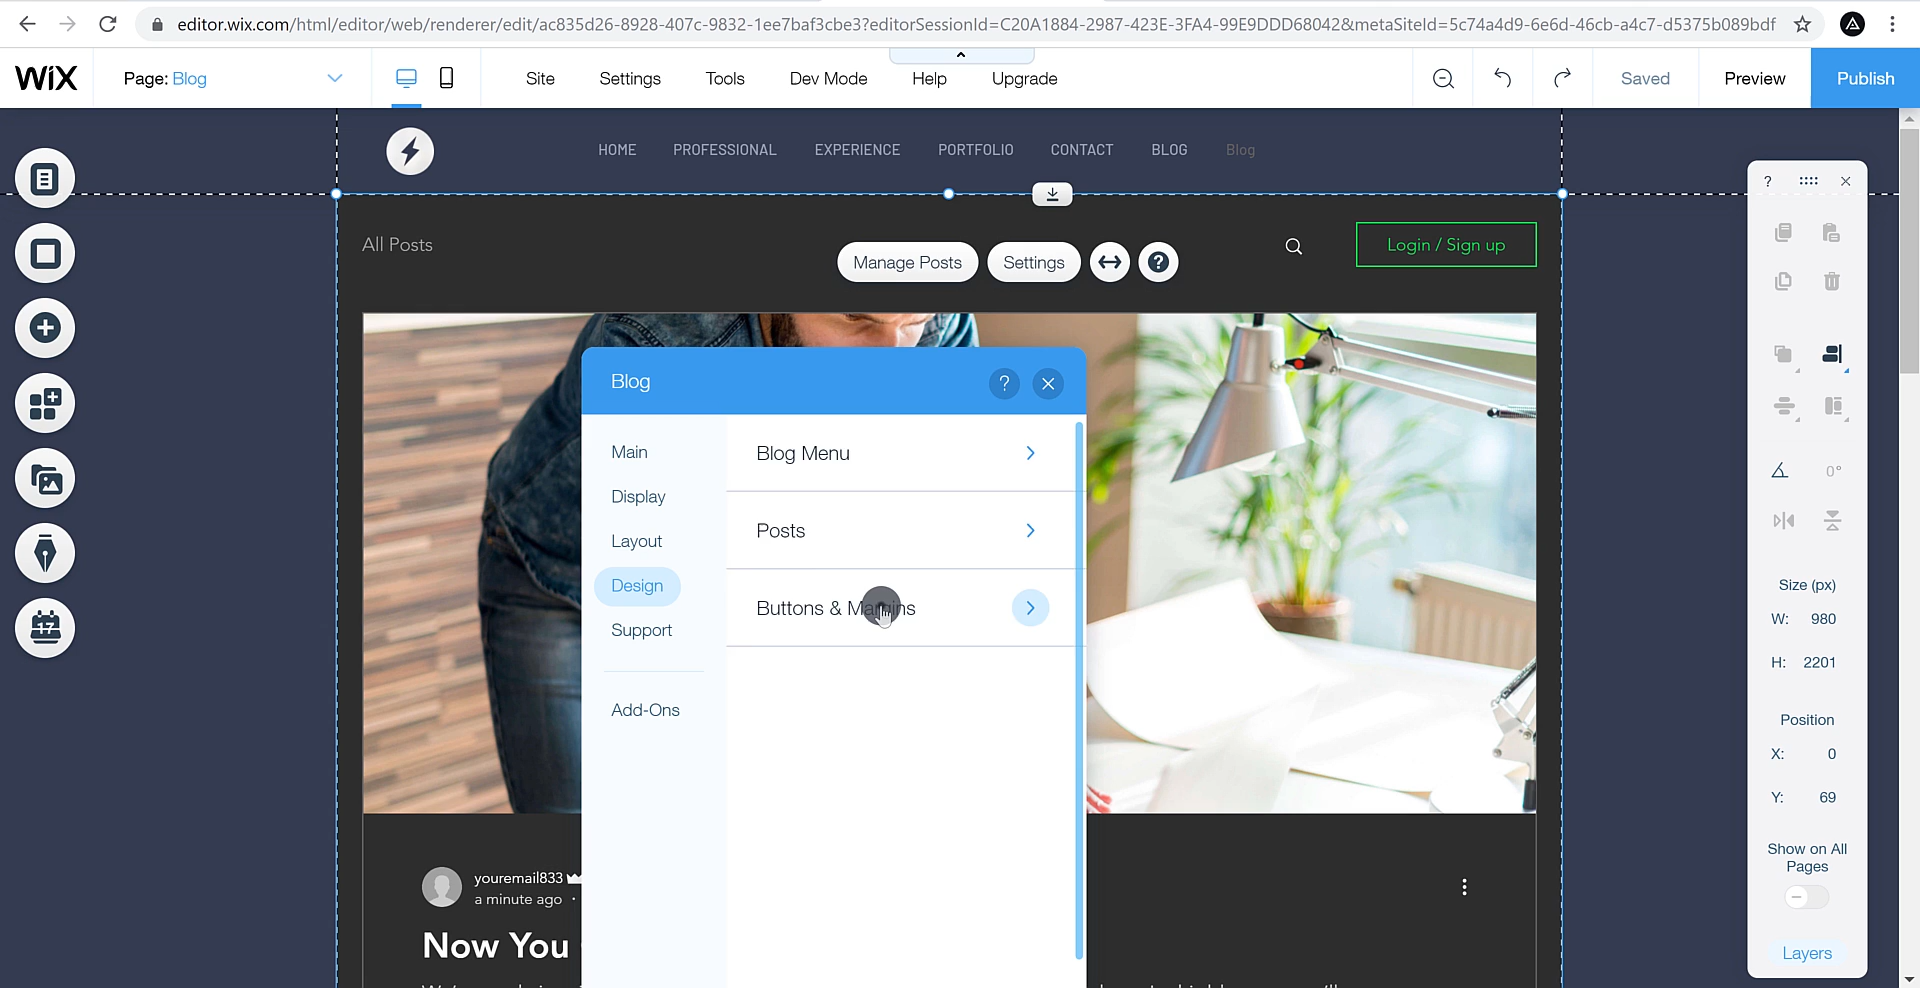 editor.wix.com/html/editor/web/renderer/edit/ac835d26-8928-407c-9832-1ee7baf3cbe3?editorSessionId=C20A1884-2987-423E-3FA4-99E9DDD68042&metaSiteId=5c74a4d9-6e6d-46cb-a4c7-d5375b089bdf
WiX Page: Blog Site Settings Tools Dev Mode Help Upgrade Saved Preview Publish
HOME PROFESSIONAL EXPERIENCE PORTFOLIO CONTACT BLOG Blog
All Posts
Manage Posts Settings ?
Login / Sign up
17
Blog ?
Main
Display
Layout
Design
Support
Add-Ons
Blog Menu
Posts
Buttons & Margins
youremail833
a minute ago ·
Now You
?
0°
Size (px)
W: 980
H: 2201
Position
X: 0
Y: 69
Show on All
Pages
Layers